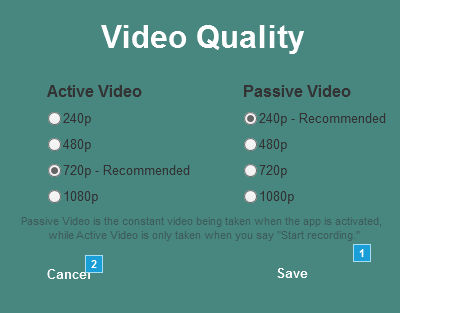 Video Quality
Active Video
Passive Video
240p
240p - Recommended
480p
480p
720p - Recommended
720p
1080p
1080p
Passive Video is the constant video being taken when the app is activated,
while Active Video is only taken when you say "Start recording."
1
2
Cancel
Save